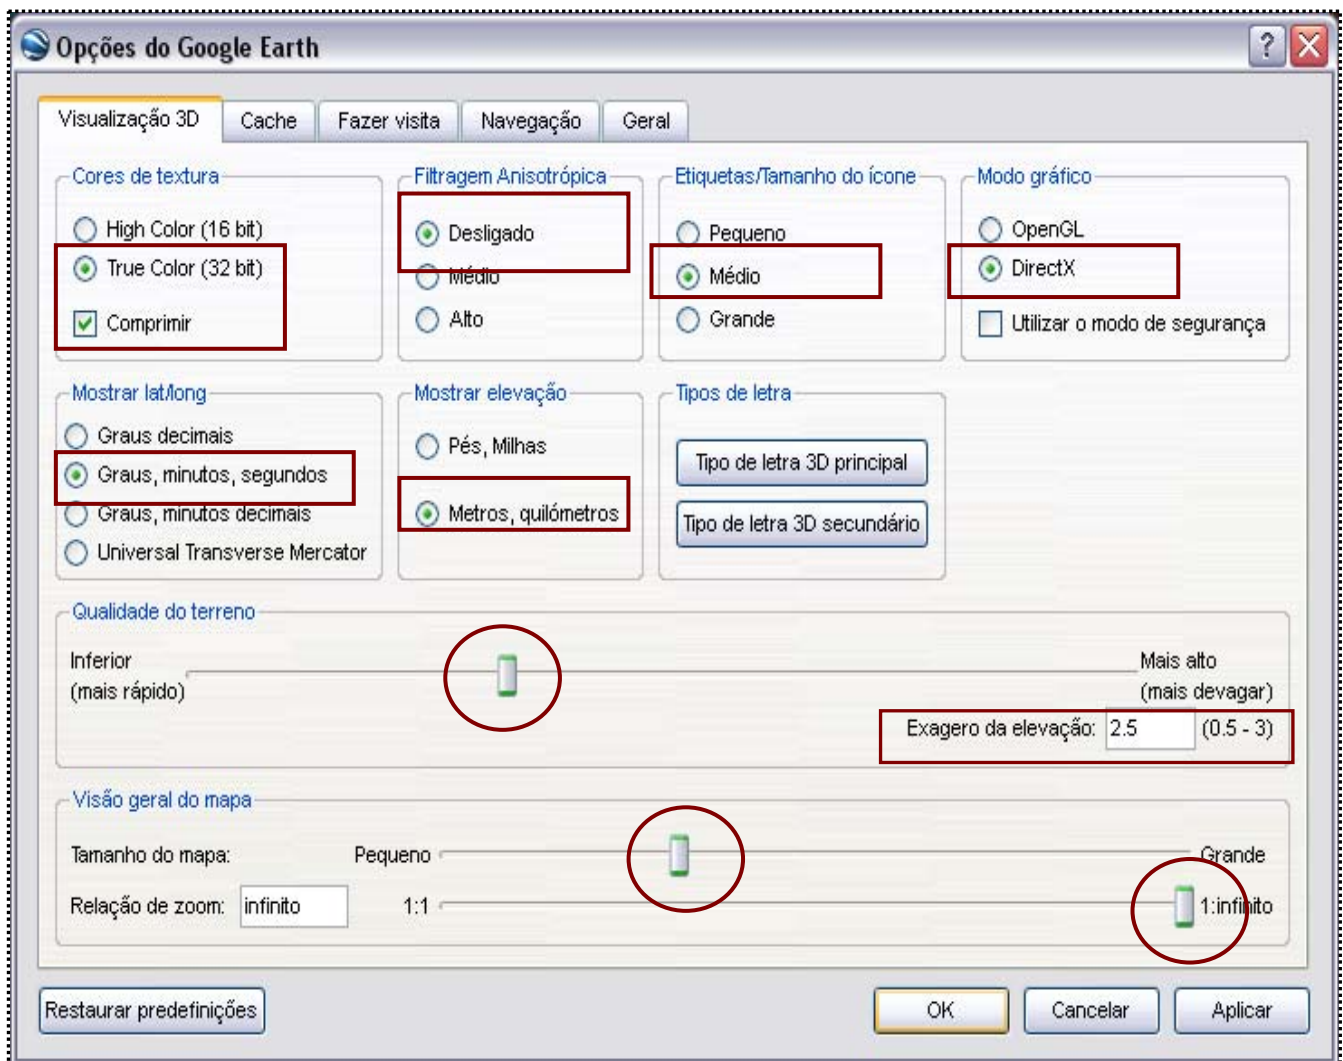 Opções do Google Earth
Visualização 3D
Cache
Fazer visita
Navegação
Geral
Cores de textura
High Color (16 bit)
True Color (32 bit)
Comprimir
Filtragem Anisotrópica
Desligado
Médio
Alto
Etiquetas/Tamanho do ícone
Pequeno
Médio
Grande
Modo gráfico
OpenGL
DirectX
Utilizar o modo de segurança
Mostrar lat/long
Graus decimais
Graus, minutos, segundos
Graus, minutos decimais
Universal Transverse Mercator
Mostrar elevação
Pés, Milhas
Metros, quilómetros
Tipos de letra
Tipo de letra 3D principal
Tipo de letra 3D secundário
Qualidade do terreno
Inferior
(mais rápido)
Mais alto
(mais devagar)
Exagero da elevação: 2.5 (0.5 - 3)
Visão geral do mapa
Tamanho do mapa: Pequeno Grande
Relação de zoom: infinito 1:1 1:infinito
Restaurar predefinições
OK
Cancelar
Aplicar